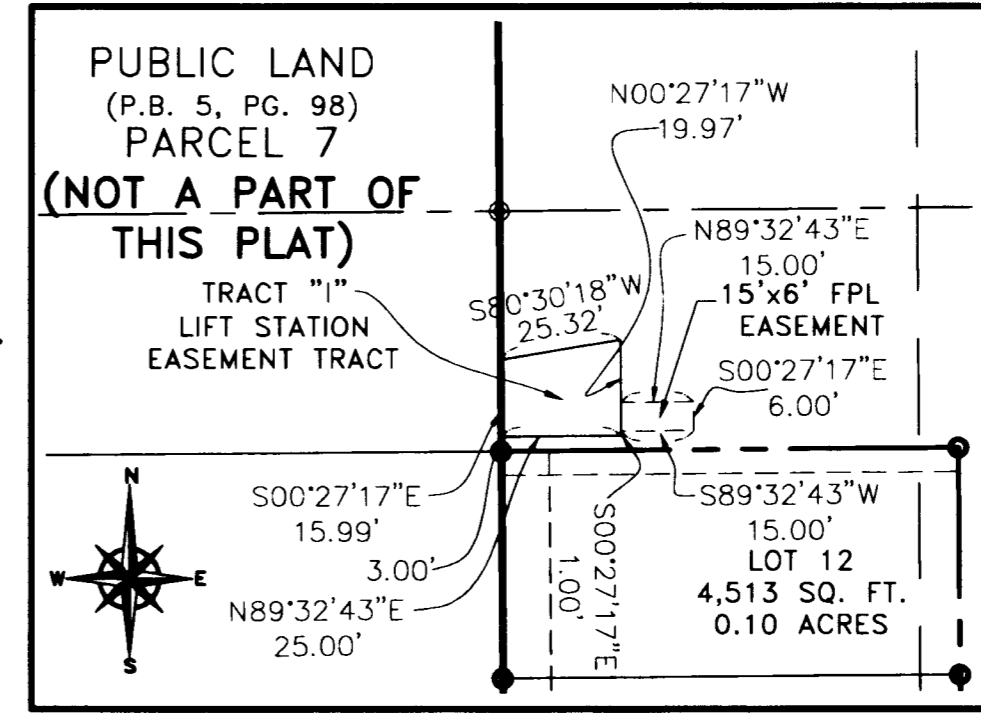 PUBLIC LAND
(P.B. 5, PG. 98)
PARCEL 7
(NOT A PART OF
THIS PLAT)
TRACT "I"
LIFT STATION
EASEMENT TRACT
N00°27'17"W
19.97'
N89°32'43"E
15.00'
15'x6' FPL
EASEMENT
S80°30'18"W
25.32'
S00°27'17"E
6.00'
S00°27'17"E
15.99'
3.00'
N89°32'43"E
25.00'
S00°27'17"E
1.00'
S89°32'43"W
15.00'
LOT 12
4,513 SQ. FT.
0.10 ACRES
N
W
E
S